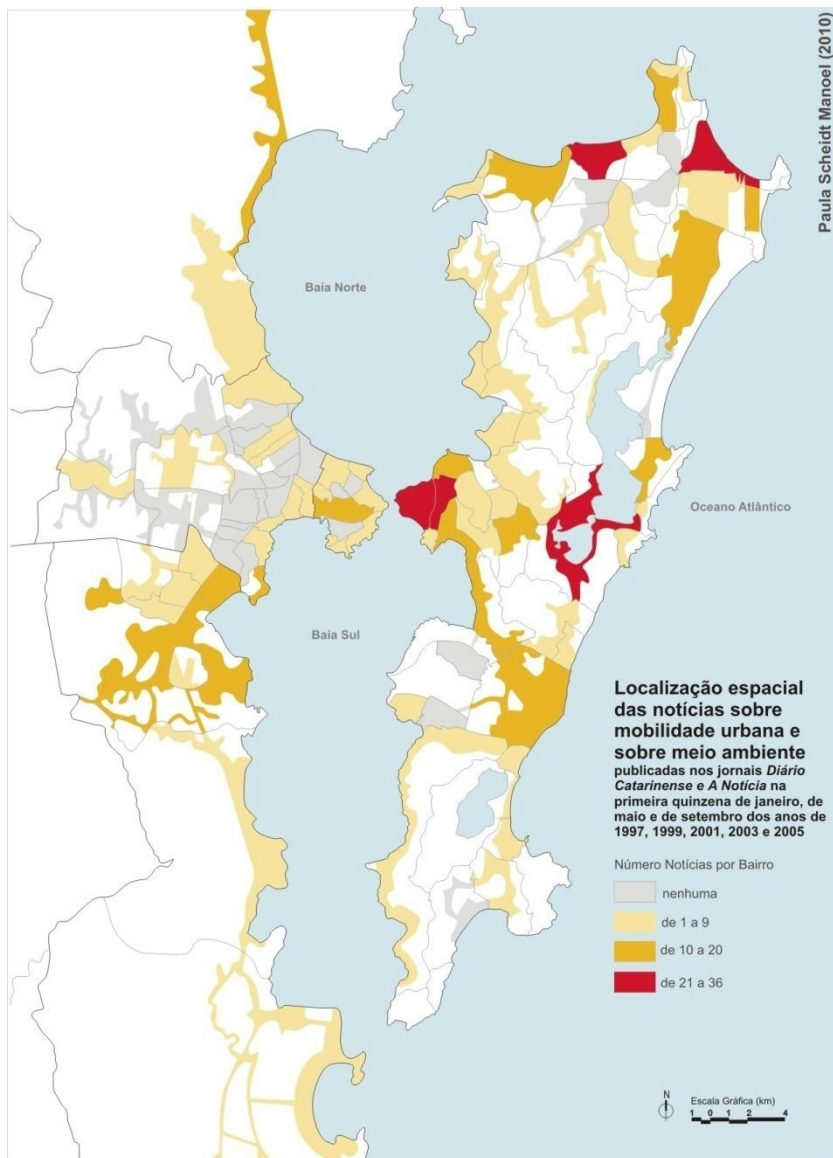 Paula Scheidt Manoel (2010)
Baía Norte
Oceano Atlântico
Baía Sul
Localização espacial
das notícias sobre
mobilidade urbana e
sobre meio ambiente
publicadas nos jornais Diário
Catarinense e A Notícia na
primeira quinzena de janeiro, de
maio e de setembro dos anos de
1997, 1999, 2001, 2003 e 2005
Número Notícias por Bairro
nenhuma
de 1 a 9
de 10 a 20
de 21 a 36
N
Escala Gráfica (km)
1 0 1 2 4